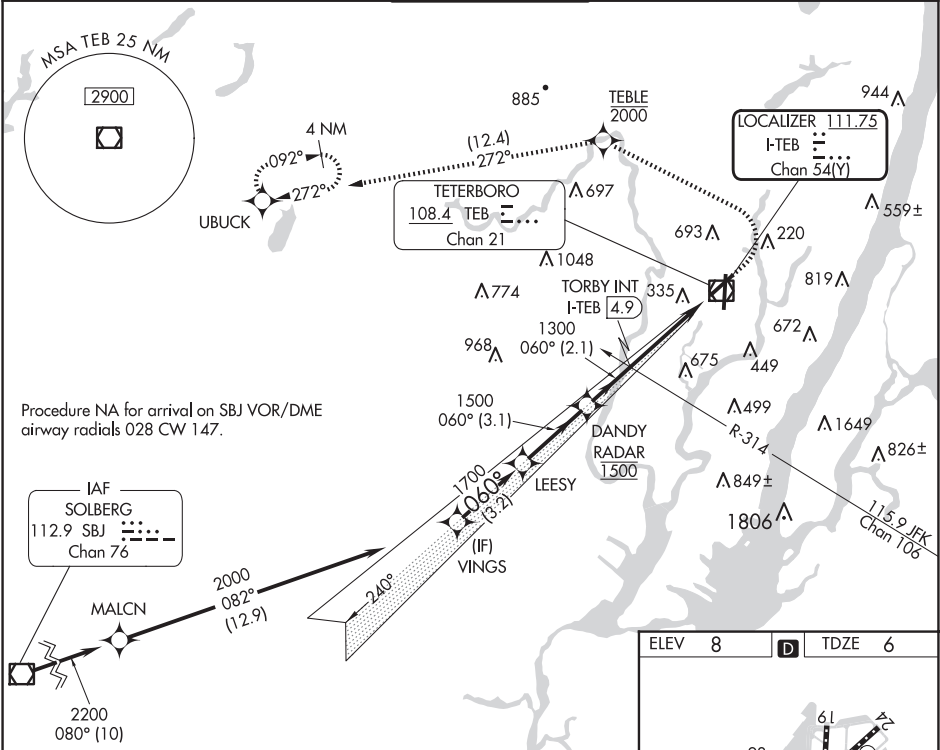 MSA TEB 25 NM
2900
885
TEBLE
2000
944
LOCALIZER 111.75
I-TEB
Chan 54(Y)
4 NM
092°
272°
UBUCK
(12.4)
272°
TETERBORO
108.4 TEB
Chan 21
697
559±
693
220
1048
774
TORBY INT
I-TEB 4.9
335
819
1300
060° (2.1)
968
672
675
449
Procedure NA for arrival on SBJ VOR/DME
airway radials 028 CW 147.
1500
060° (3.1)
DANDY
RADAR
1500
499
R-314
1649
826±
LEESY
1700
060°
(3.2)
849±
1806
115.9 JFK
Chan 106
IAF
SOLBERG
112.9 SBJ
Chan 76
(IF)
VINGS
240°
MALCN
2000
082°
(12.9)
2200
080° (10)
ELEV 8 D TDZE 6
19
24